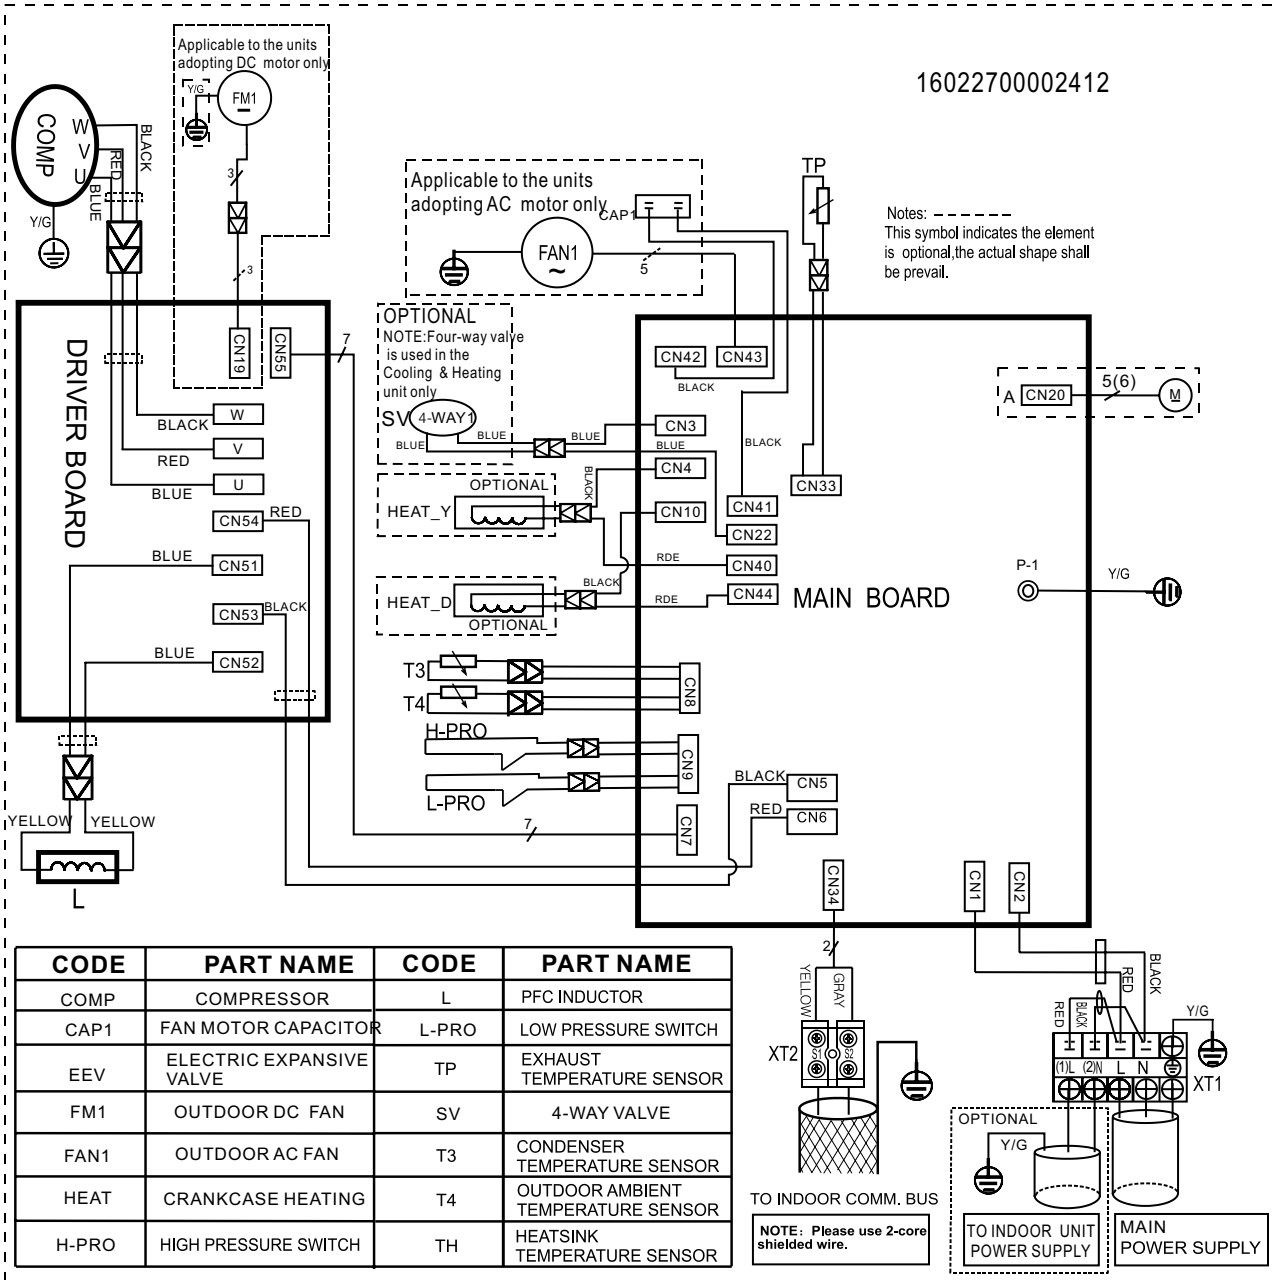 Applicable to the units
adopting DC motor only
16022700002412
Y/G
FM1
COMP
W
V
U
BLACK
RED
BLUE
Y/G
3
3
Applicable to the units
adopting AC motor only
CAP1
FAN1
~
5
TP
Notes: – – – – – –
This symbol indicates the element
is optional,the actual shape shall
be prevail.
OPTIONAL
NOTE:Four-way valve
is used in the
Cooling & Heating
unit only
SV
4-WAY1
BLUE
BLUE
BLUE
BLUE
DRIVER BOARD
CN19
CN55
7
W
BLACK
V
RED
U
BLUE
CN54
RED
BLUE
CN51
CN53
BLACK
BLUE
CN52
YELLOW
YELLOW
L
CN42
CN43
BLACK
A
CN20
5(6)
M
CN3
CN4
BLACK
CN10
BLACK
CN41
CN33
CN22
OPTIONAL
HEAT_Y
RDE
CN40
BLACK
HEAT_D
RDE
CN44
OPTIONAL
MAIN BOARD
P-1
Y/G
T3
T4
CN8
H-PRO
L-PRO
CN9
7
CN7
BLACK
CN5
RED
CN6
CN34
CN1
CN2
2
YELLOW
GRAY
XT2
S1
S2
TO INDOOR COMM. BUS
NOTE: Please use 2-core
shielded wire.
RED
BLACK
RED
BLACK
Y/G
(1)L
(2)N
L
N
XT1
OPTIONAL
Y/G
TO INDOOR UNIT
POWER SUPPLY
MAIN
POWER SUPPLY
CODE PART NAME CODE PART NAME
COMP COMPRESSOR L PFC INDUCTOR
CAP1 FAN MOTOR CAPACITOR L-PRO LOW PRESSURE SWITCH
EEV ELECTRIC EXPANSIVE VALVE TP EXHAUST TEMPERATURE SENSOR
FM1 OUTDOOR DC FAN SV 4-WAY VALVE
FAN1 OUTDOOR AC FAN T3 CONDENSER TEMPERATURE SENSOR
HEAT CRANKCASE HEATING T4 OUTDOOR AMBIENT TEMPERATURE SENSOR
H-PRO HIGH PRESSURE SWITCH TH HEATSINK TEMPERATURE SENSOR